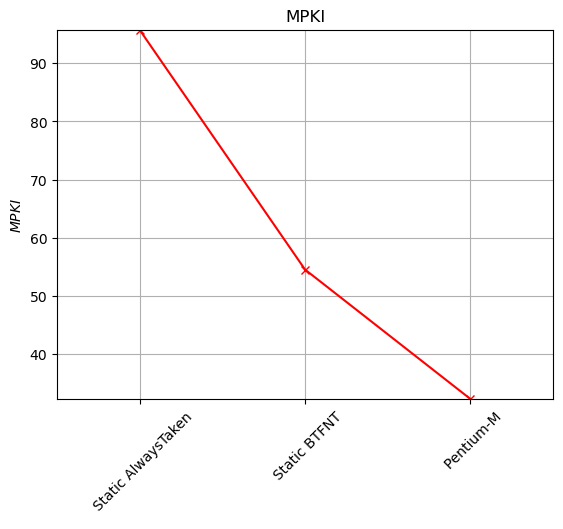 MPKI
MPKI
90
80
70
60
50
40
Static AlwaysTaken
Static BTFNT
Pentium-M